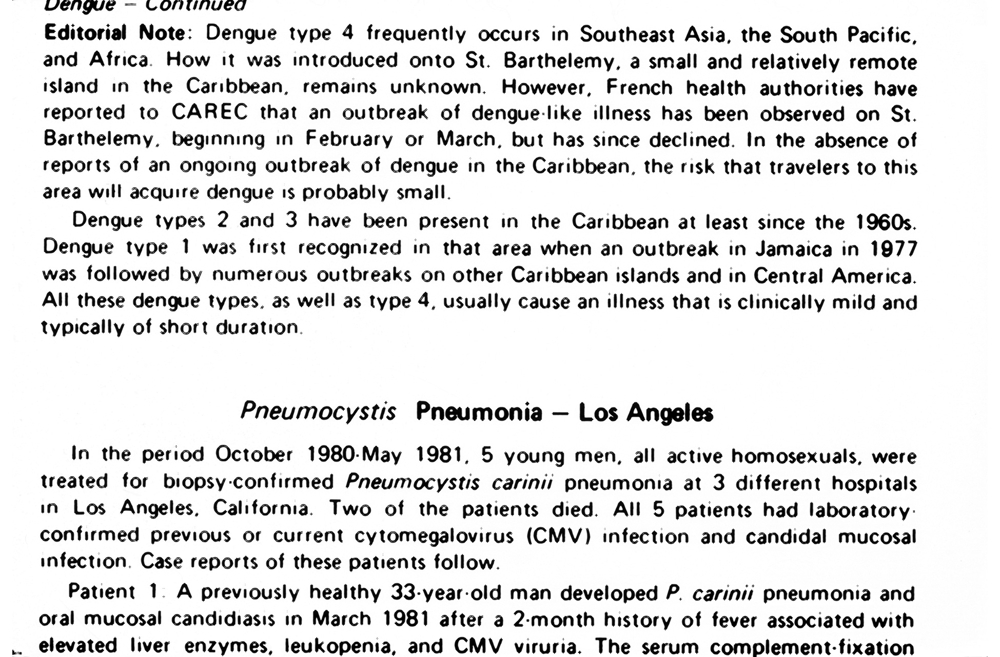 Dengue — Continued
Editorial Note: Dengue type 4 frequently occurs in Southeast Asia, the South Pacific,
and Africa. How it was introduced onto St. Barthelemy, a small and relatively remote
island in the Caribbean, remains unknown. However, French health authorities have
reported to CAREC that an outbreak of dengue-like illness has been observed on St.
Barthelemy, beginning in February or March, but has since declined. In the absence of
reports of an ongoing outbreak of dengue in the Caribbean, the risk that travelers to this
area will acquire dengue is probably small.
Dengue types 2 and 3 have been present in the Caribbean at least since the 1960s.
Dengue type 1 was first recognized in that area when an outbreak in Jamaica in 1977
was followed by numerous outbreaks on other Caribbean islands and in Central America.
All these dengue types, as well as type 4, usually cause an illness that is clinically mild and
typically of short duration.
Pneumocystis Pneumonia — Los Angeles
In the period October 1980-May 1981, 5 young men, all active homosexuals, were
treated for biopsy-confirmed Pneumocystis carinii pneumonia at 3 different hospitals
in Los Angeles, California. Two of the patients died. All 5 patients had laboratory-
confirmed previous or current cytomegalovirus (CMV) infection and candidal mucosal
infection. Case reports of these patients follow.
Patient 1: A previously healthy 33-year-old man developed P. carinii pneumonia and
oral mucosal candidiasis in March 1981 after a 2-month history of fever associated with
elevated liver enzymes, leukopenia, and CMV viruria. The serum complement-fixation